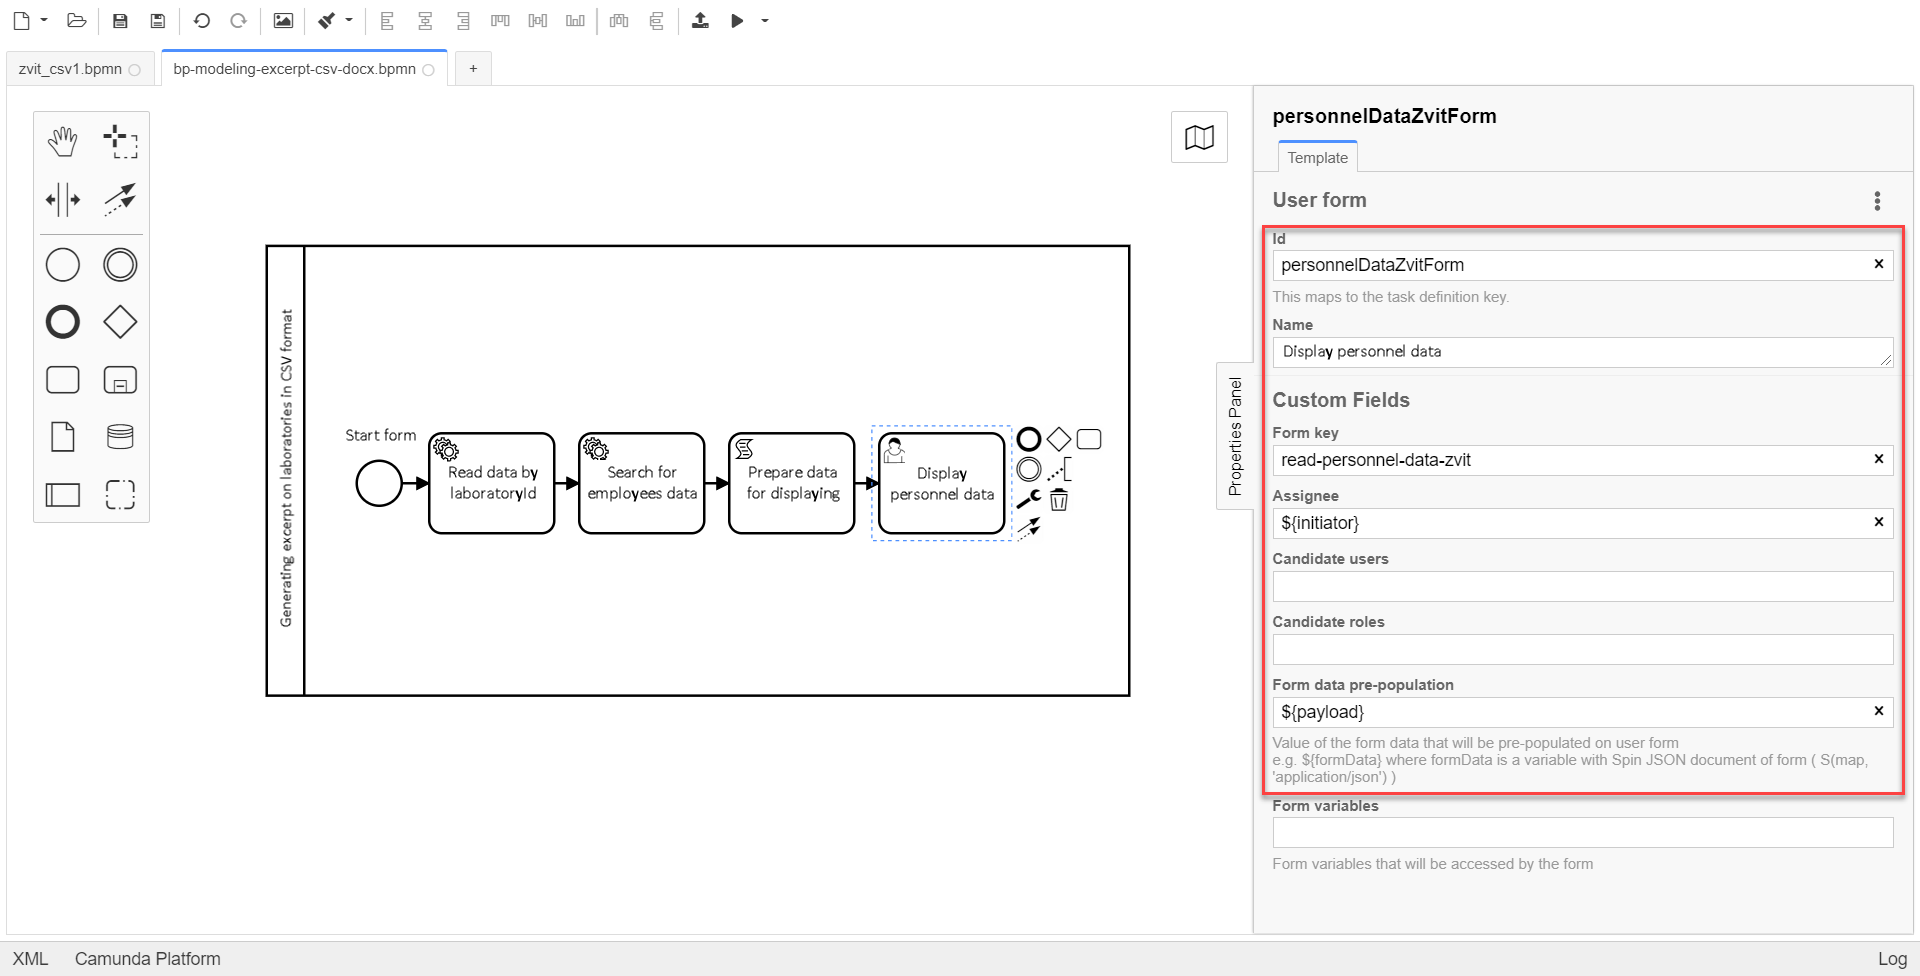 zvit_csv1.bpmn
bp-modeling-excerpt-csv-docx.bpmn
+
Generating excerpt on laboratories in CSV format
Start form
Read data by
laboratoryId
Search for
employees data
Prepare data
for displaying
Display
personnel data
Properties Panel
personnelDataZvitForm
Template
User form
Id
personnelDataZvitForm
This maps to the task definition key.
Name
Display personnel data
Custom Fields
Form key
read-personnel-data-zvit
Assignee
${initiator}
Candidate users
Candidate roles
Form data pre-population
${payload}
Value of the form data that will be pre-populated on user form
e.g. ${formData} where formData is a variable with Spin JSON document of form ( S(map,
'application/json') )
Form variables
Form variables that will be accessed by the form
XML
Camunda Platform
Log